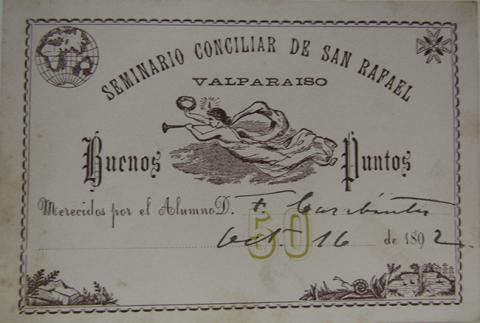 SEMINARIO CONCILIAR DE SAN RAFAEL
VALPARAISO
Buenos Puntos
Merecidos por el Alumno D. F.
50
Oct. 16 de 1892.